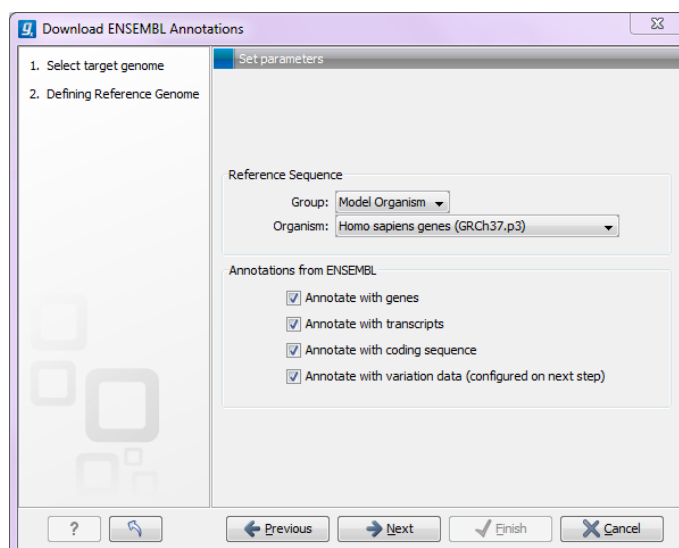 Download ENSEMBL Annotations
1. Select target genome
2. Defining Reference Genome
Set parameters
Reference Sequence
Group: Model Organism
Organism: Homo sapiens genes (GRCh37.p3)
Annotations from ENSEMBL
Annotate with genes
Annotate with transcripts
Annotate with coding sequence
Annotate with variation data (configured on next step)
? Previous Next Finish Cancel